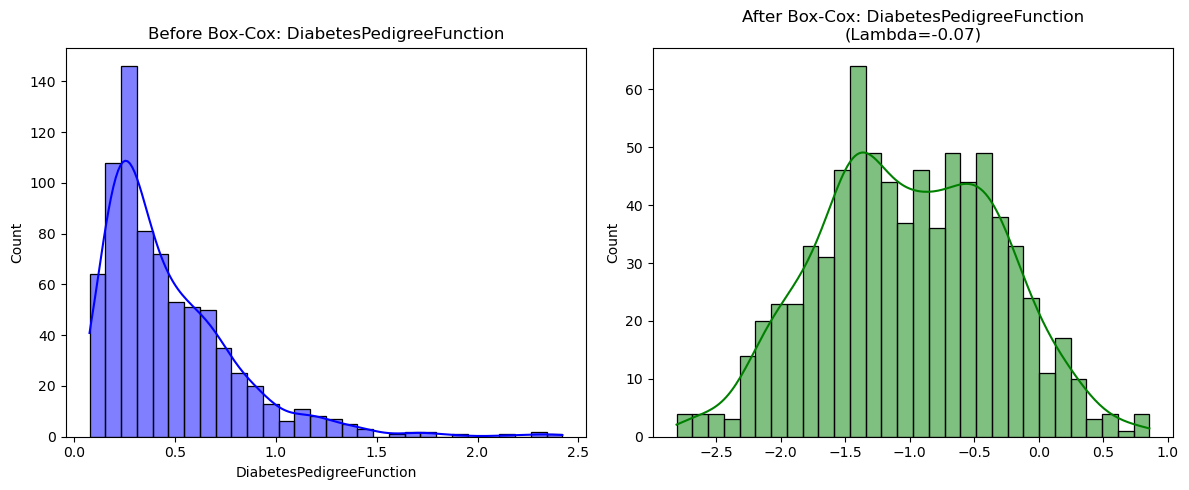 Before Box-Cox: DiabetesPedigreeFunction
140
120
100
80
60
40
20
0
Count
0.0 0.5 1.0 1.5 2.0 2.5
DiabetesPedigreeFunction
After Box-Cox: DiabetesPedigreeFunction
(Lambda=-0.07)
60
50
40
30
20
10
0
Count
−2.5 −2.0 −1.5 −1.0 −0.5 0.0 0.5 1.0